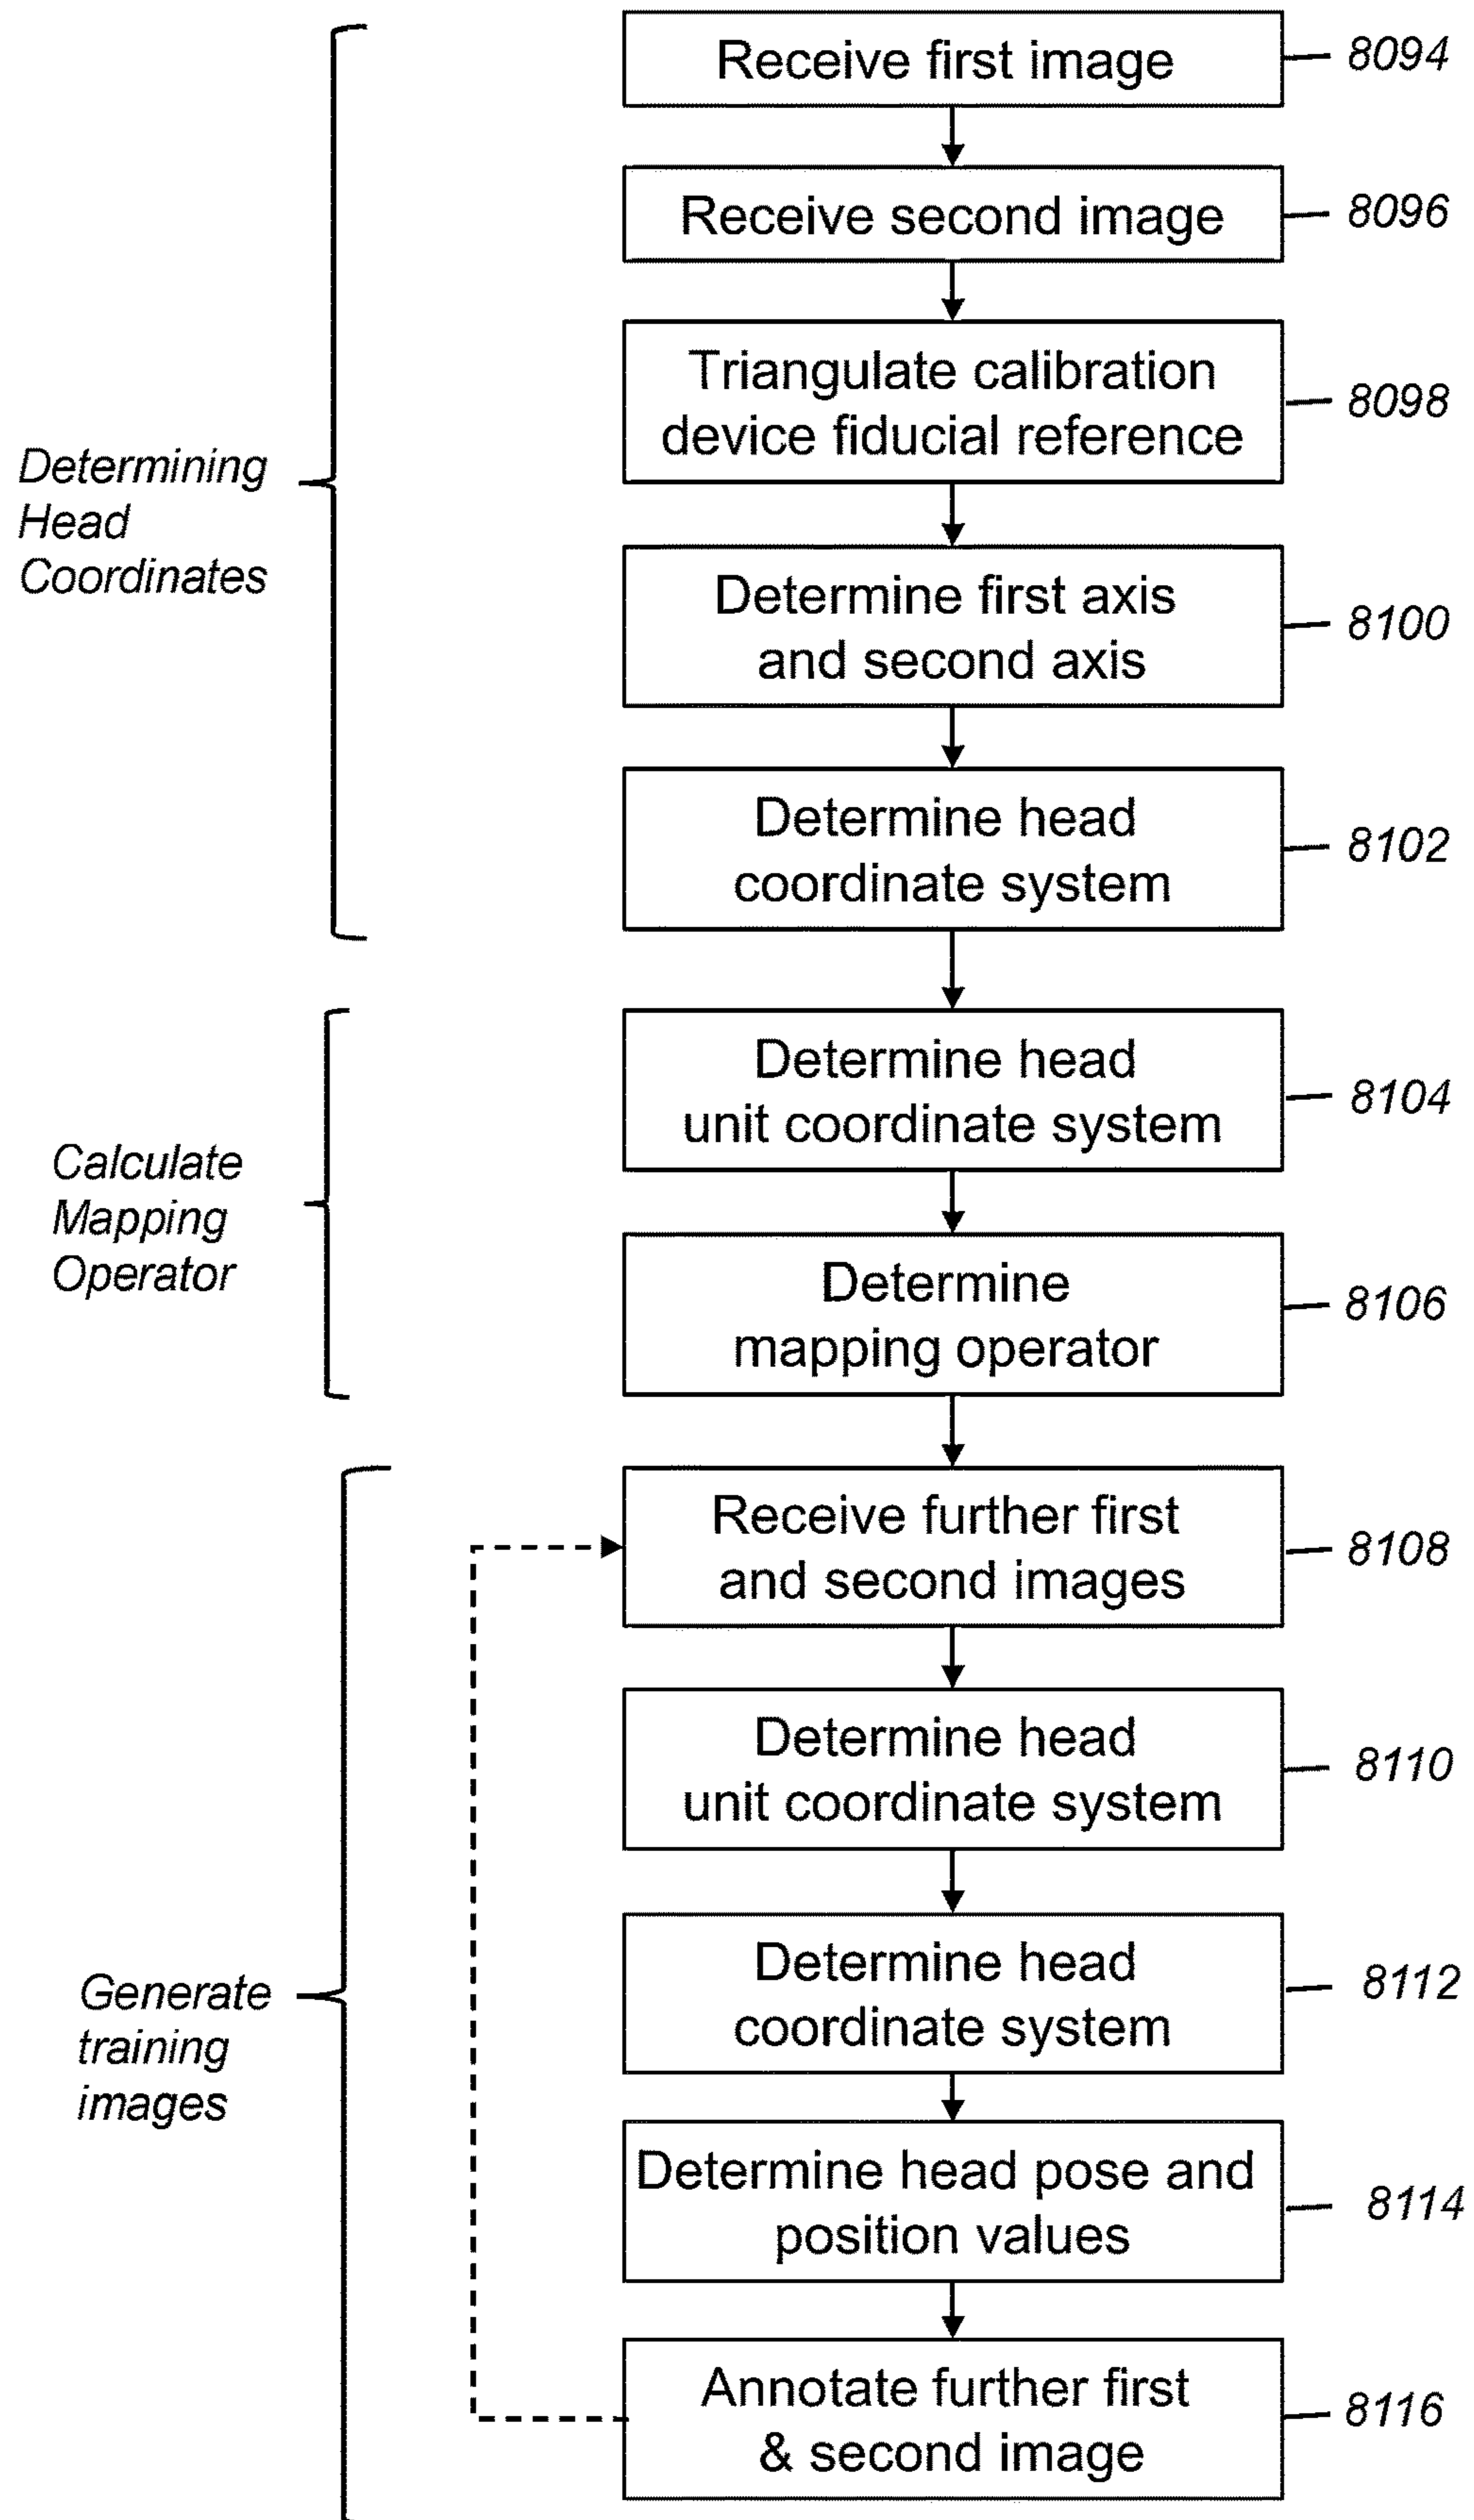 Receive first image
8094
Receive second image
8096
Triangulate calibration
device fiducial reference
8098
Determining
Head
Coordinates
Determine first axis
and second axis
8100
Determine head
coordinate system
8102
Determine head
unit coordinate system
8104
Calculate
Mapping
Operator
Determine
mapping operator
8106
Receive further first
and second images
8108
Determine head
unit coordinate system
8110
Determine head
coordinate system
8112
Generate
training
images
Determine head pose and
position values
8114
Annotate further first
& second image
8116